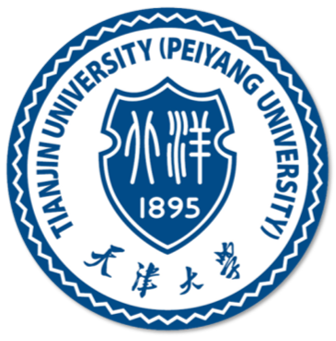 TIANJIN UNIVERSITY (PEIYANG UNIVERSITY)
北洋
1895
天津大学